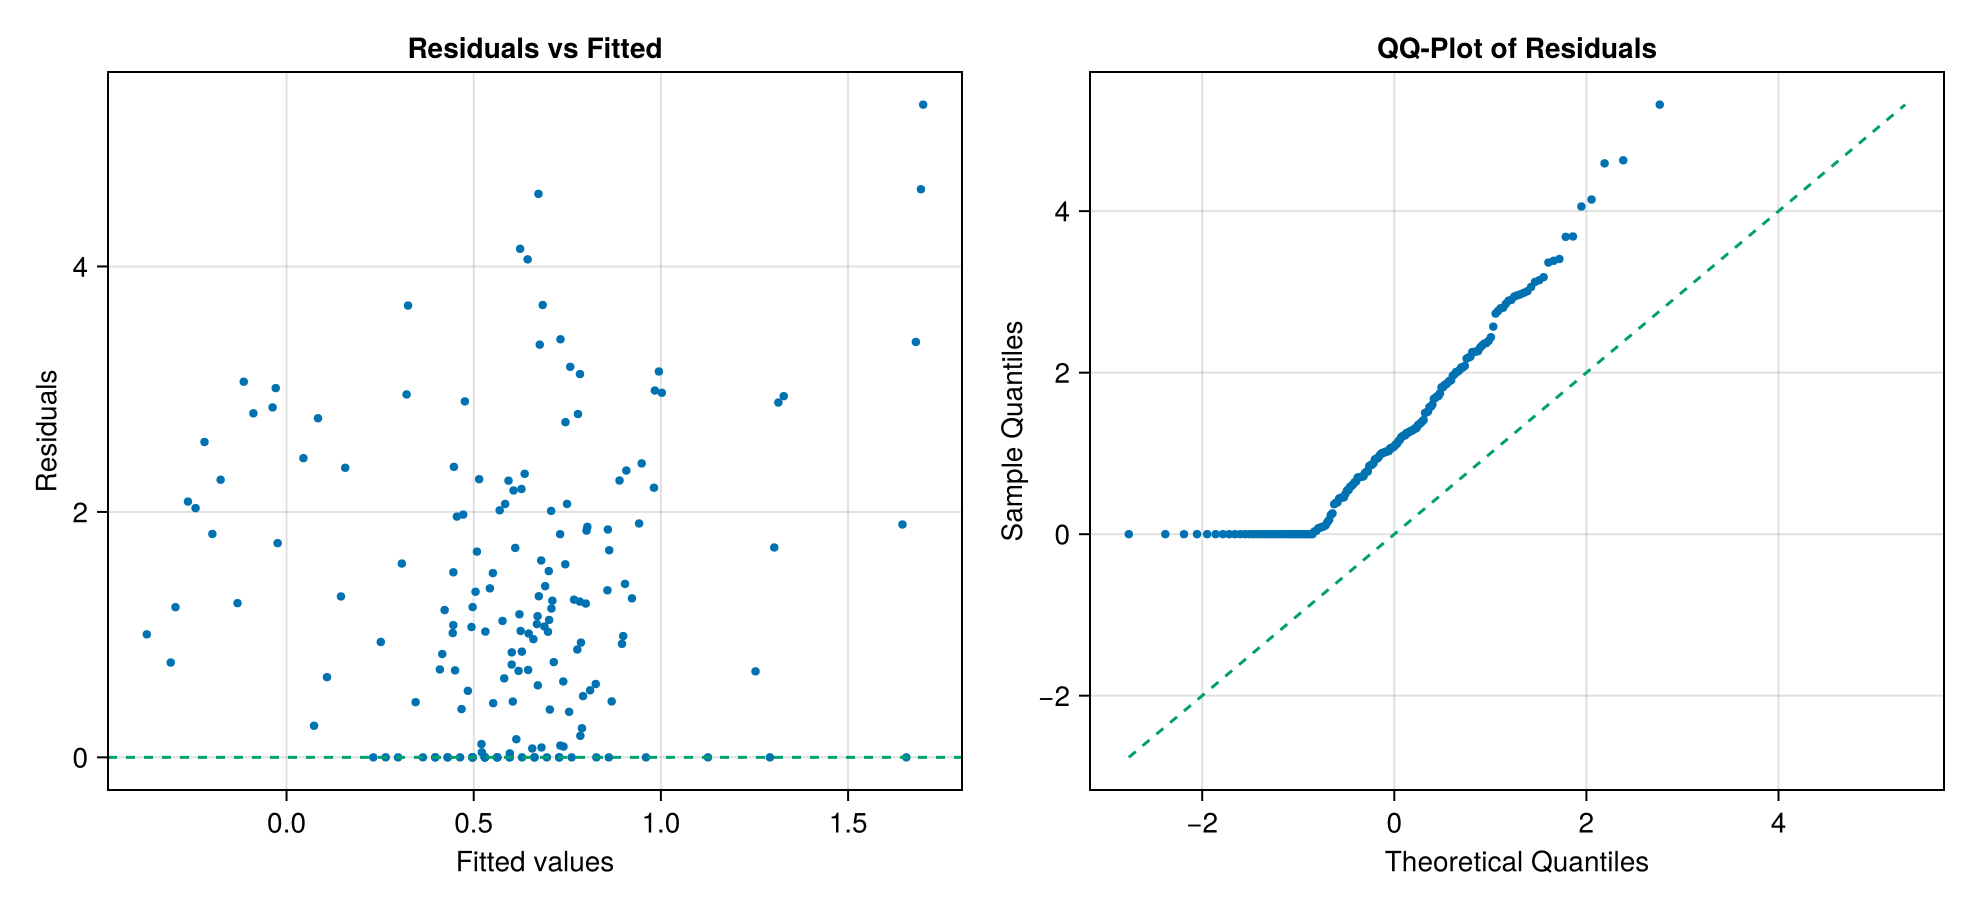 Residuals vs Fitted
Residuals
4
2
0
0.0 0.5 1.0 1.5
Fitted values
QQ-Plot of Residuals
Sample Quantiles
4
2
0
−2
−2 0 2 4
Theoretical Quantiles